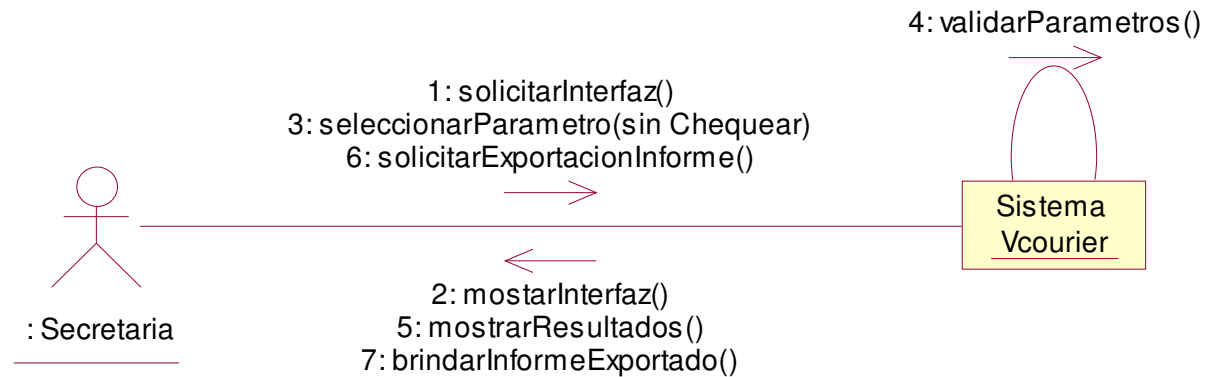 4: validarParametros()
1: solicitarInterfaz()
3: seleccionarParametro(sin Chequear)
6: solicitarExportacionInforme()
Sistema
Vcourier
2: mostarInterfaz()
5: mostrarResultados()
7: brindarInformeExportado()
: Secretaria